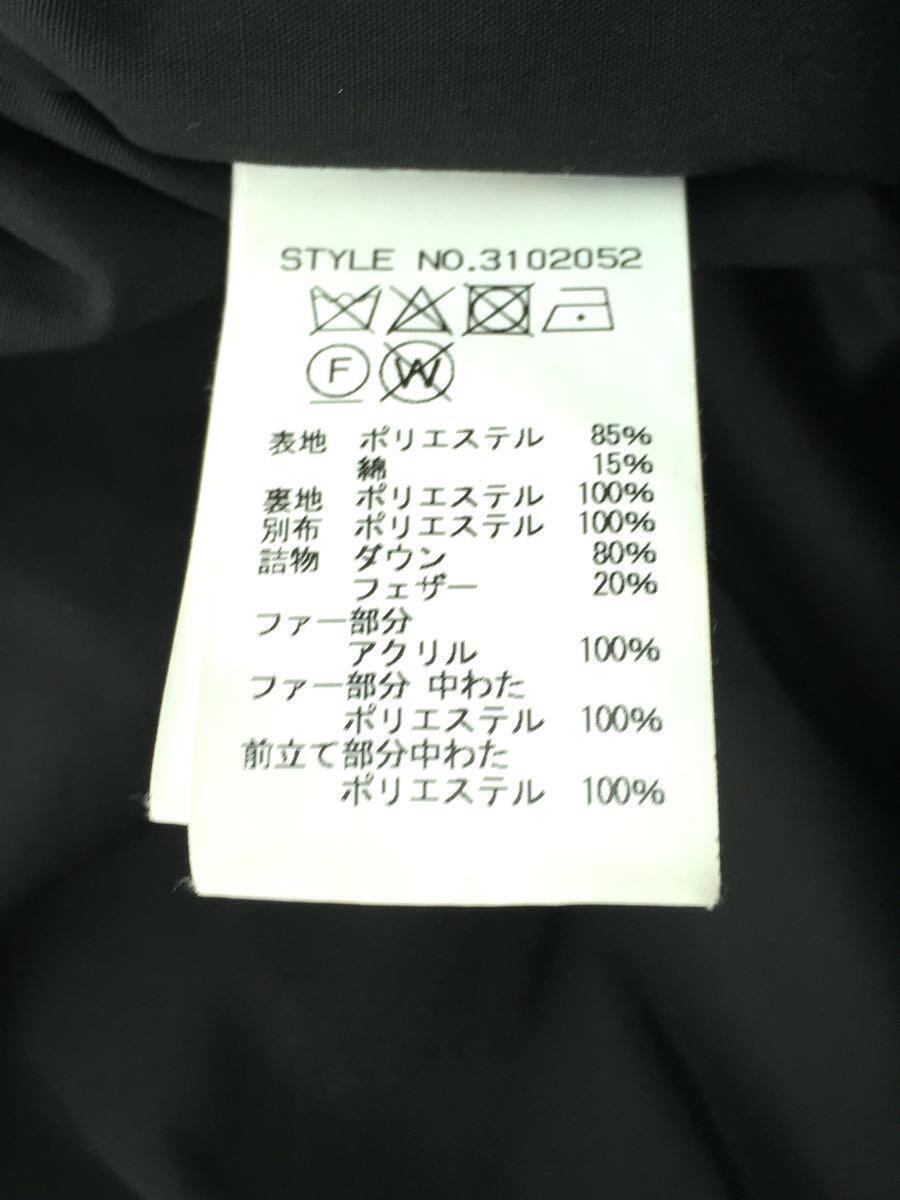 STYLE NO.3102052
F W
表地 ポリエステル 85%
綿 15%
裏地 ポリエステル 100%
別布 ポリエステル 100%
詰物 ダウン 80%
フェザー 20%
ファー部分
アクリル 100%
ファー部分 中わた
ポリエステル 100%
前立て部分中わた
ポリエステル 100%